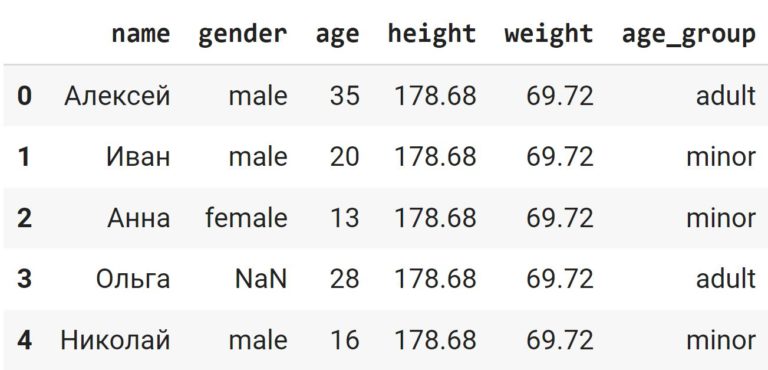 name gender age height weight age_group
0 Алексей male 35 178.68 69.72 adult
1 Иван male 20 178.68 69.72 minor
2 Анна female 13 178.68 69.72 minor
3 Ольга NaN 28 178.68 69.72 adult
4 Николай male 16 178.68 69.72 minor